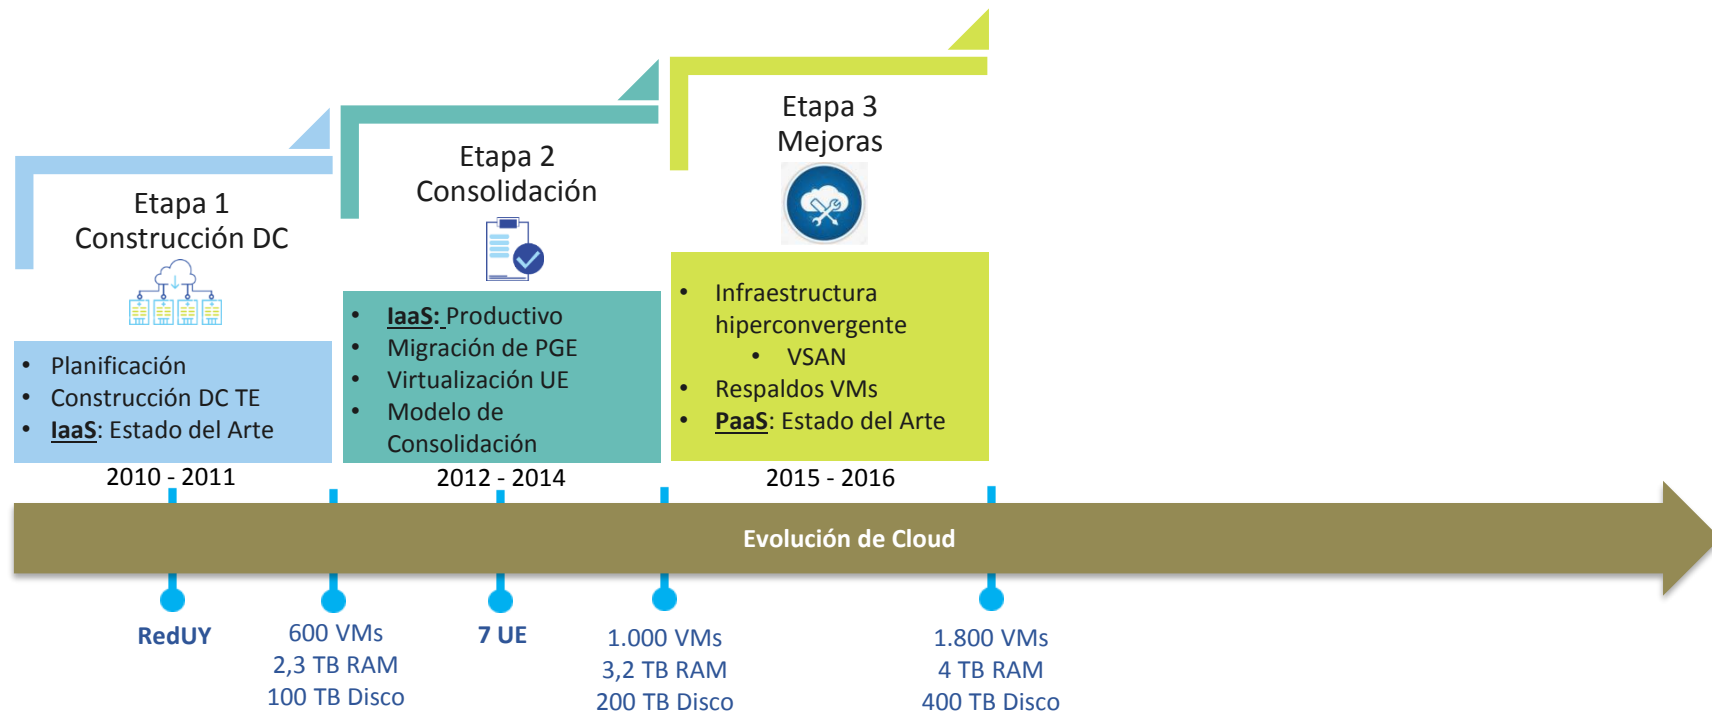 Etapa 1
Construcción DC
• Planificación
• Construcción DC TE
• IaaS: Estado del Arte
2010 - 2011
Etapa 2
Consolidación
• IaaS: Productivo
• Migración de PGE
• Virtualización UE
• Modelo de
Consolidación
2012 - 2014
Etapa 3
Mejoras
• Infraestructura
hiperconvergente
• VSAN
• Respaldos VMs
• PaaS: Estado del Arte
2015 - 2016
Evolución de Cloud
RedUY
600 VMs
2,3 TB RAM
100 TB Disco
7 UE
1.000 VMs
3,2 TB RAM
200 TB Disco
1.800 VMs
4 TB RAM
400 TB Disco